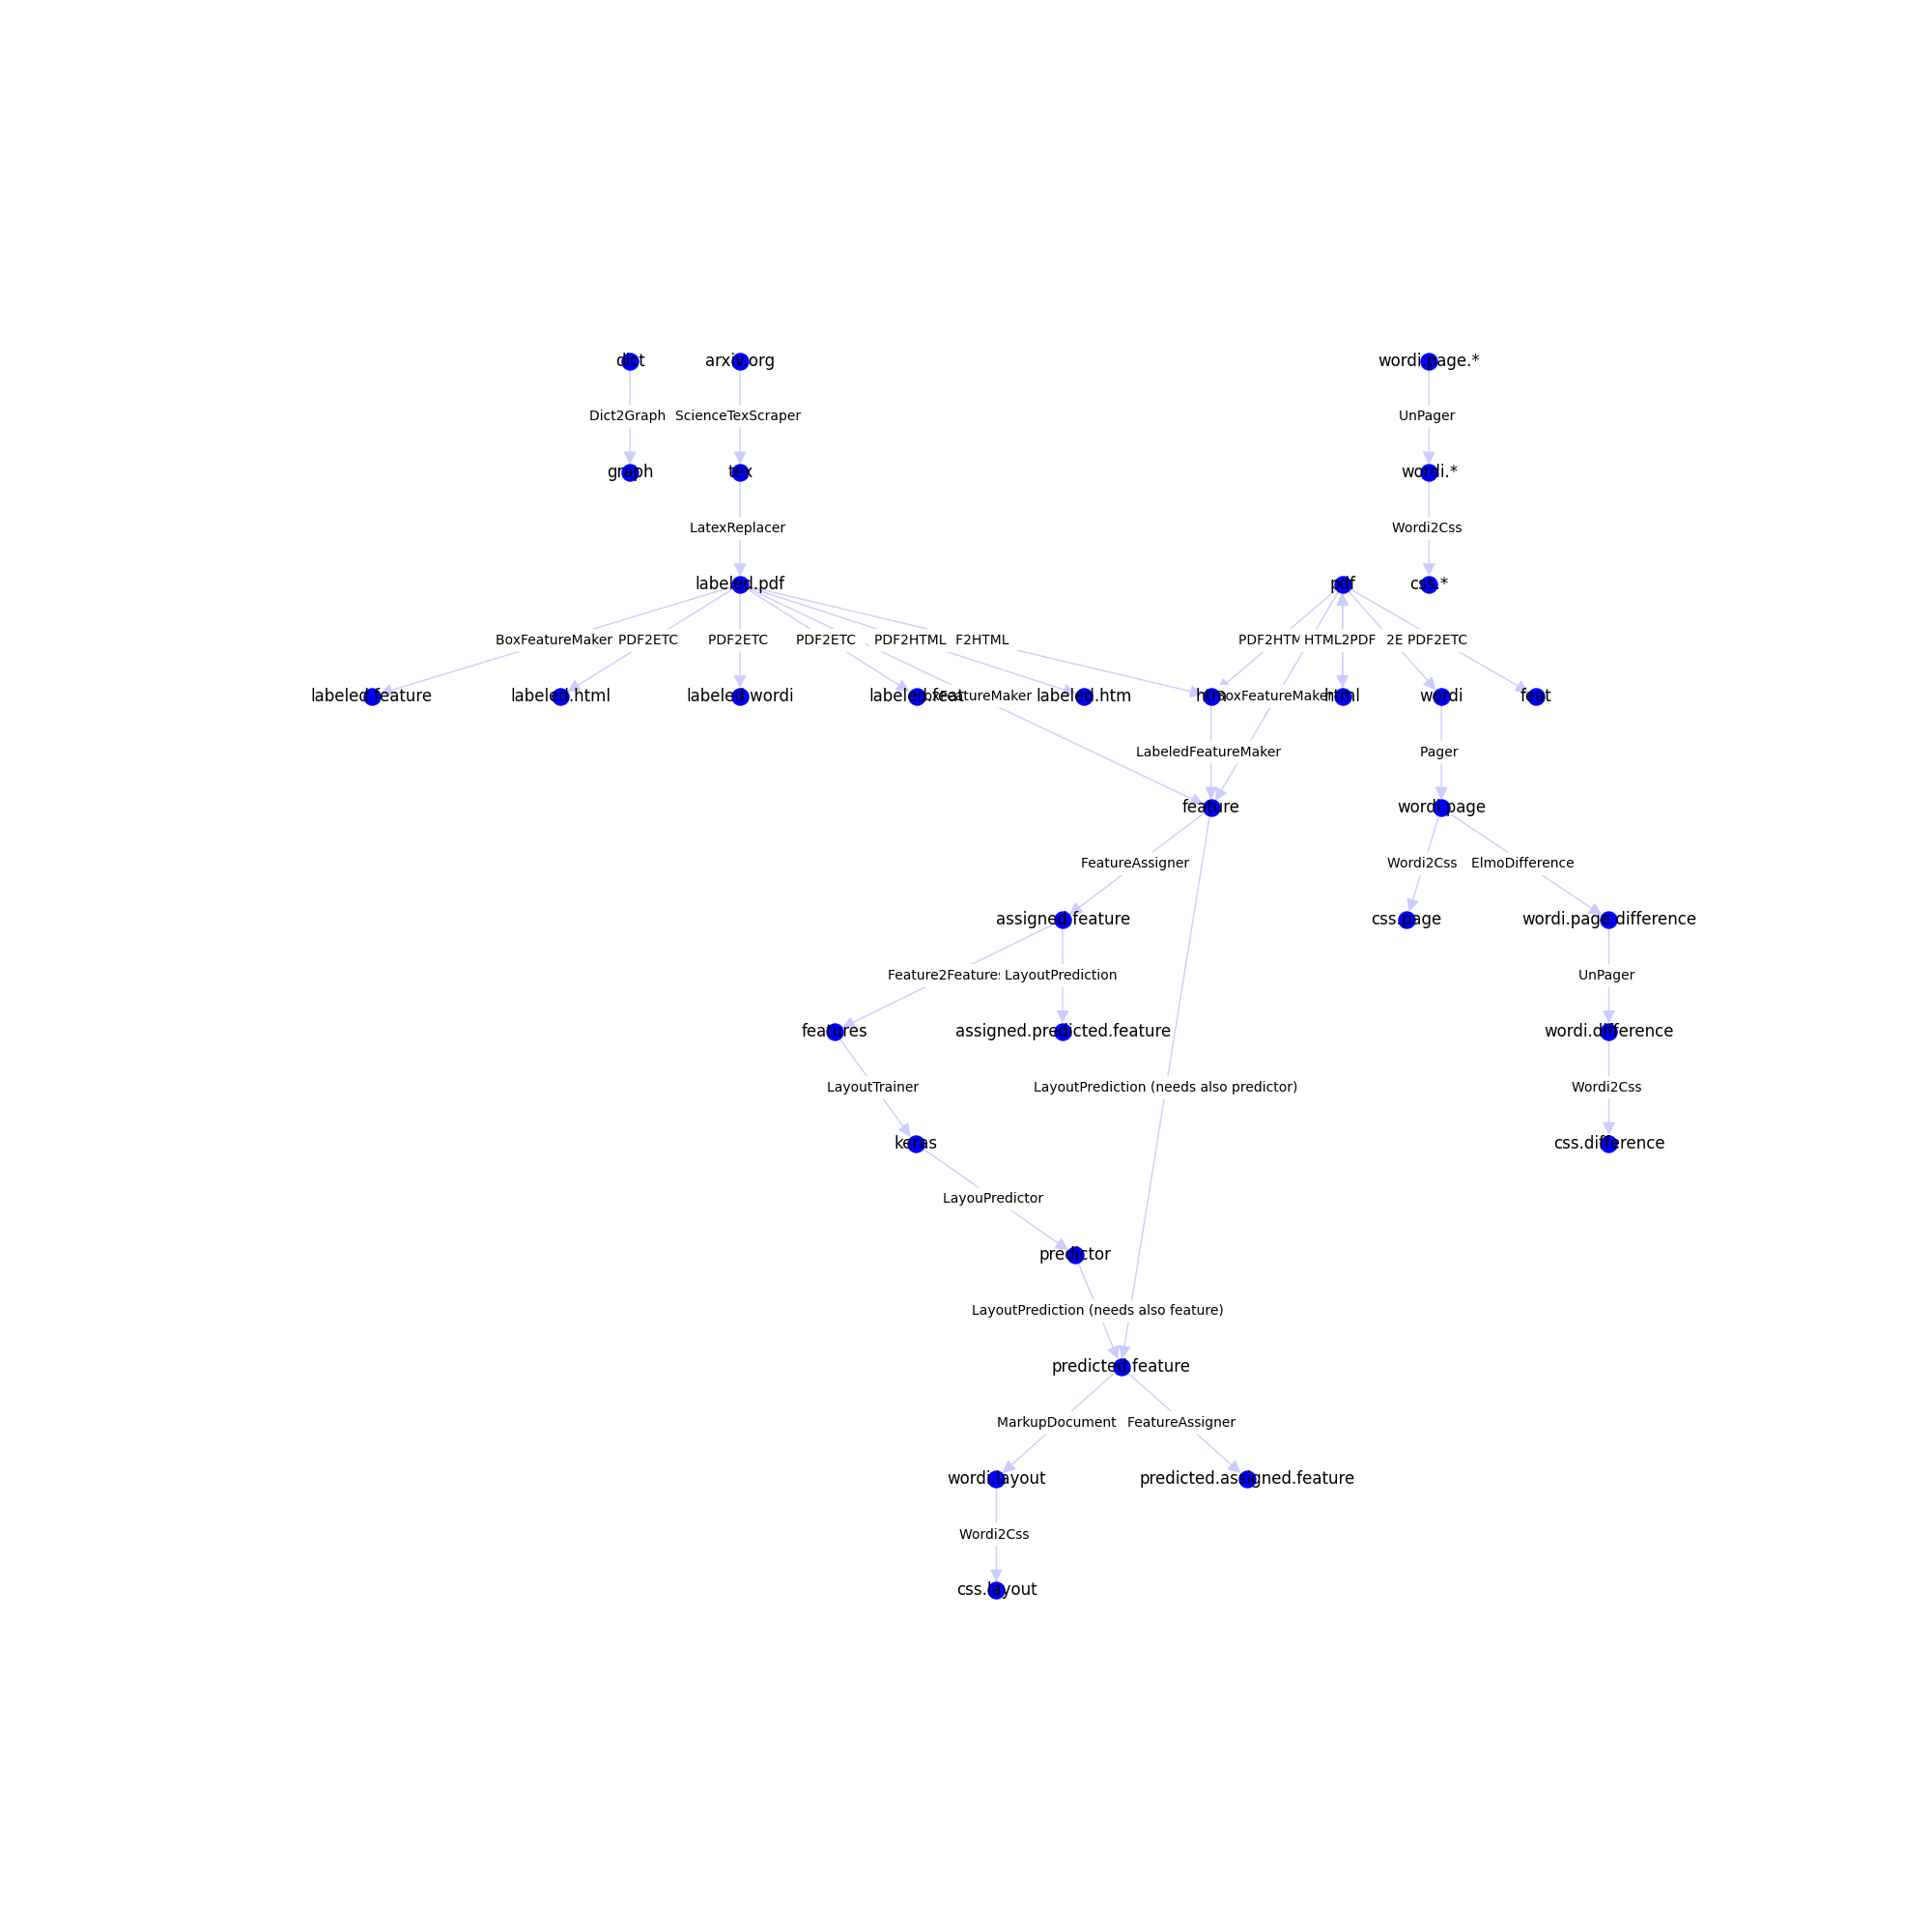 dict
arxiv.org
wordi.page.*
Dict2Graph
ScienceTexScraper
UnPager
graph
tex
wordi.*
LatexReplacer
Wordi2Css
labeled.pdf
pdf
css.*
BoxFeatureMaker
PDF2ETC
PDF2ETC
PDF2ETC
PDF2HTML
F2HTML
PDF2HTM
HTML2PDF
2E
PDF2ETC
labeled.feature
labeled.html
labeled.wordi
labeled.feat
oxFeatureMaker
labeled.htm
htm
BoxFeatureMaker
html
wordi
feat
LabeledFeatureMaker
Pager
feature
wordi.page
FeatureAssigner
Wordi2Css
ElmoDifference
assigned.feature
css.page
wordi.page.difference
Feature2Features
LayoutPrediction
UnPager
features
assigned.predicted.feature
wordi.difference
LayoutTrainer
LayoutPrediction (needs also predictor)
Wordi2Css
keras
css.difference
LayouPredictor
predictor
LayoutPrediction (needs also feature)
predicted.feature
MarkupDocument
FeatureAssigner
wordi.layout
predicted.assigned.feature
Wordi2Css
css.layout